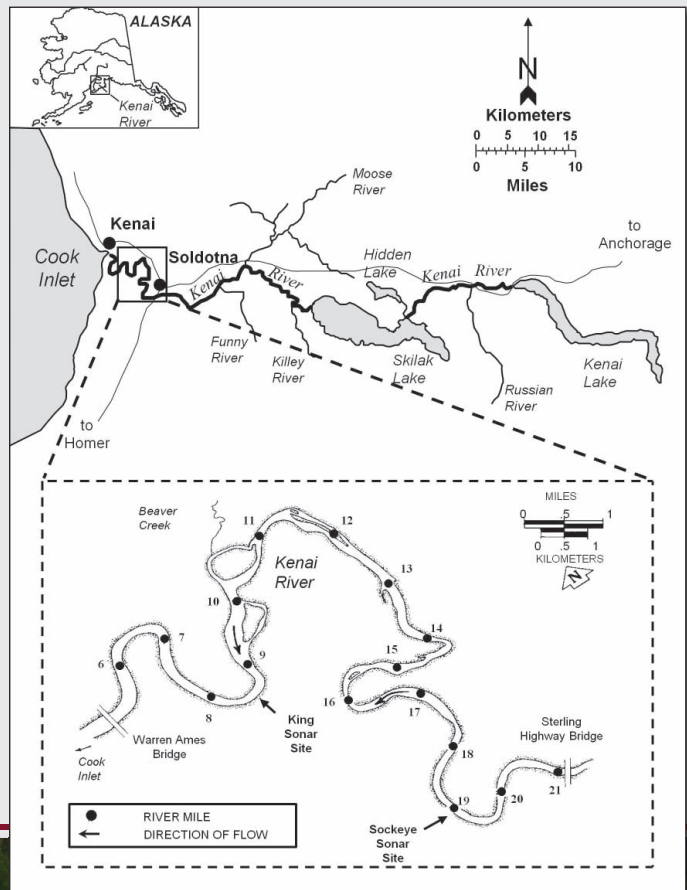 ALASKA
Kenai
River
N
Kilometers
0 5 10 15
0 5 10
Miles
Moose
River
Kenai
Cook
Inlet
Soldotna
Hidden
Lake
to
Anchorage
Kenai River
Kenai River
Funny
River
Killey
River
Skilak
Lake
Russian
River
Kenai
Lake
to
Homer
MILES
0 .5 1
0 .5 1
KILOMETERS
N
Beaver
Creek
11
12
Kenai
River
13
10
14
7
15
9
6
16
17
8
King
Sonar
Site
Warren Ames
Bridge
Cook
Inlet
Sterling
Highway Bridge
18
21
20
19
RIVER MILE
DIRECTION OF FLOW
Sockeye
Sonar
Site